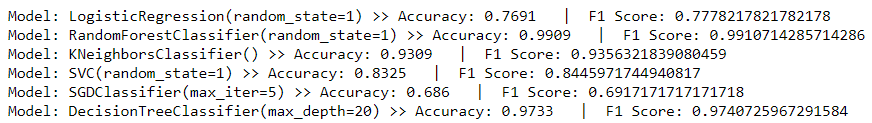 Model: LogisticRegression(random_state=1) >> Accuracy: 0.7691 | F1 Score: 0.7778217821782178
Model: RandomForestClassifier(random_state=1) >> Accuracy: 0.9909 | F1 Score: 0.9910714285714286
Model: KNeighborsClassifier() >> Accuracy: 0.9309 | F1 Score: 0.9356321839080459
Model: SVC(random_state=1) >> Accuracy: 0.8325 | F1 Score: 0.8445971744940817
Model: SGDClassifier(max_iter=5) >> Accuracy: 0.686 | F1 Score: 0.6917171717171718
Model: DecisionTreeClassifier(max_depth=20) >> Accuracy: 0.9733 | F1 Score: 0.9740725967291584